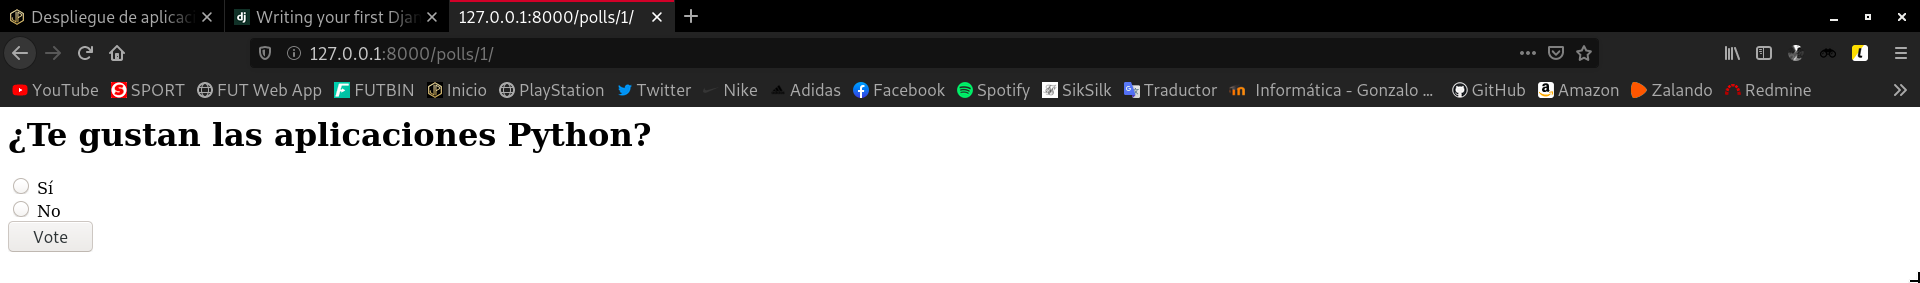 Despliegue de aplicac
Writing your first Djan
127.0.0.1:8000/polls/1/
127.0.0.1:8000/polls/1/
YouTube SPORT FUT Web App FUTBIN Inicio PlayStation Twitter Nike Adidas Facebook Spotify SikSilk Traductor Informática - Gonzalo ... GitHub Amazon Zalando Redmine
¿Te gustan las aplicaciones Python?
Sí
No
Vote